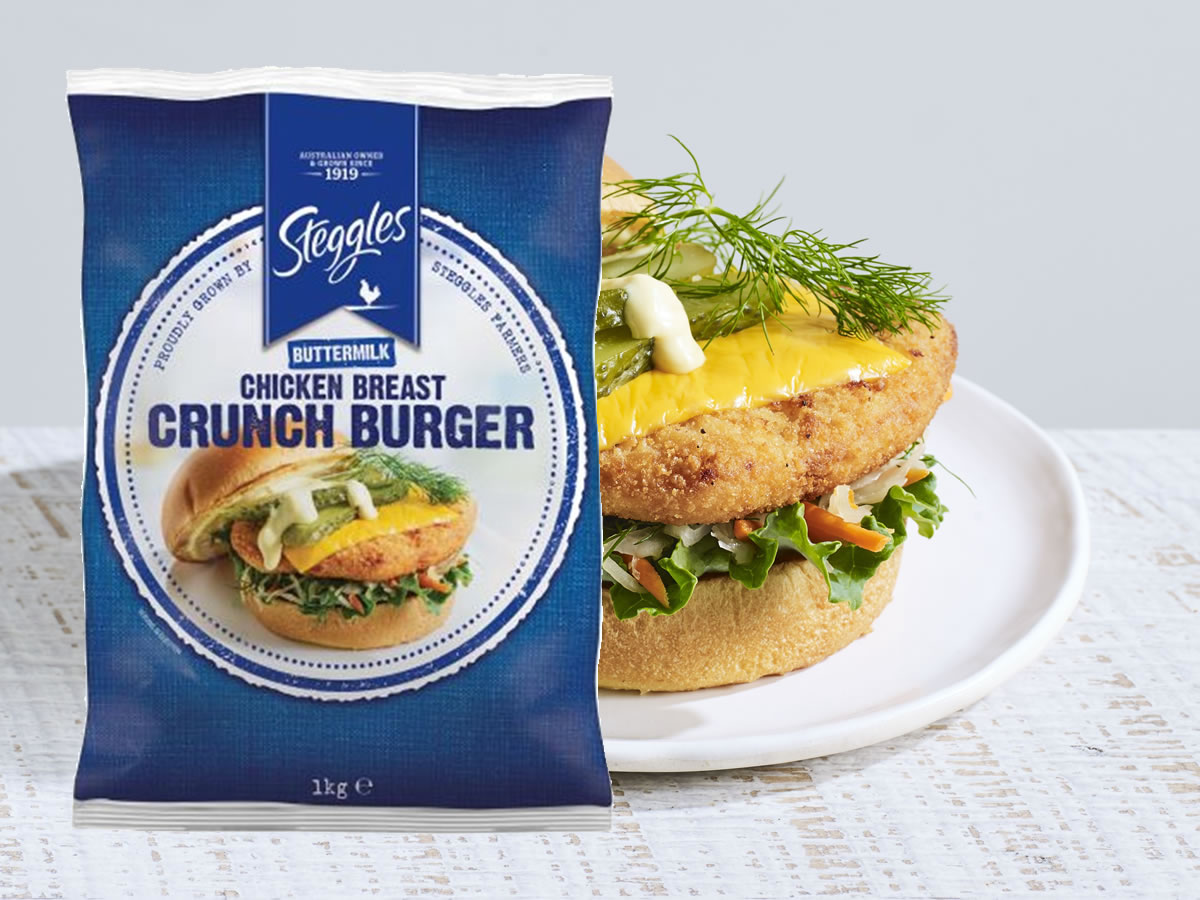 AUSTRALIAN OWNED
& GROWN SINCE
1919
Steggles
PROUDLY GROWN BY
STEGGLES FARMERS
BUTTERMILK
CHICKEN BREAST
CRUNCH BURGER
1kg ℮